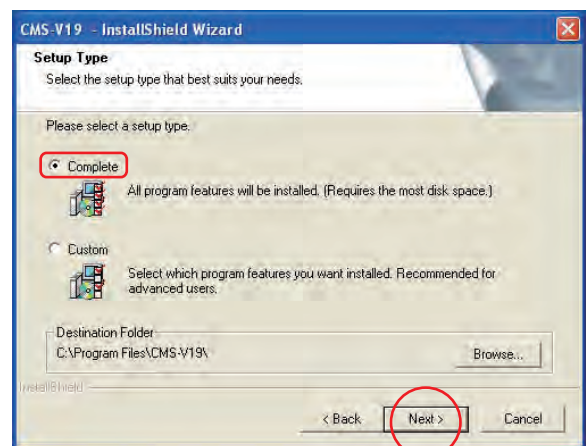 CMS-V19 - InstallShield Wizard
Setup Type
Select the setup type that best suits your needs.
Please select a setup type.
Complete
All program features will be installed. (Requires the most disk space.)
Custom
Select which program features you want installed. Recommended for
advanced users.
Destination Folder
C:\Program Files\CMS-V19\
Browse...
InstallShield
< Back
Next >
Cancel